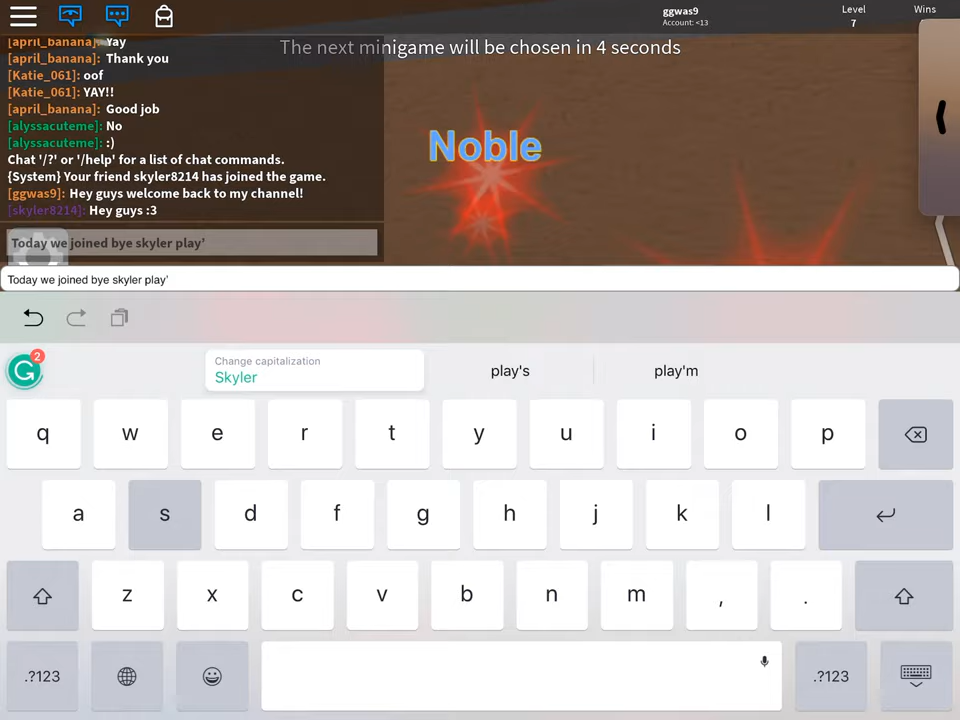 ggwas9
Account: <13
Level
7
Wins
[april_banana]: Yay
[april_banana]: Thank you
[Katie_061]: oof
[Katie_061]: YAY!!
[april_banana]: Good job
[alyssacuteme]: No
[alyssacuteme]: :)
Chat '/?' or '/help' for a list of chat commands.
{System} Your friend skyler8214 has joined the game.
[ggwas9]: Hey guys welcome back to my channel!
[skyler8214]: Hey guys :3
The next minigame will be chosen in 4 seconds
Noble
Today we joined bye skyler play’
Today we joined bye skyler play’
2
Change capitalization
Skyler
play's
play'm
q w e r t y u i o p
a s d f g h j k l
z x c v b n m , .
.?123
.?123